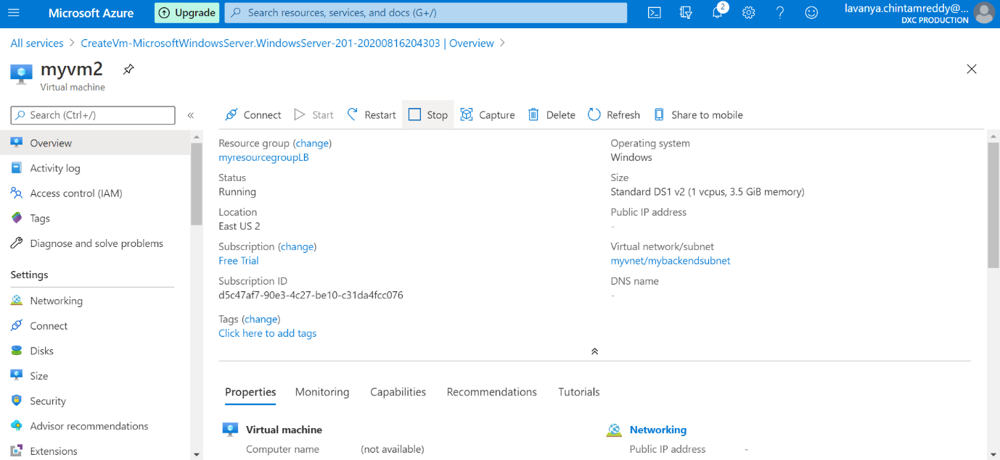 Microsoft Azure
Upgrade
Search resources, services, and docs (G+/)
2
lavanya.chintamreddy@...
DXC PRODUCTION
All services > CreateVm-MicrosoftWindowsServer.WindowsServer-201-20200816204303 | Overview >
myvm2
Virtual machine
Search (Ctrl+/)
«
Connect Start Restart Stop Capture Delete Refresh Share to mobile
Overview
Activity log
Access control (IAM)
Tags
Diagnose and solve problems
Settings
Networking
Connect
Disks
Size
Security
Advisor recommendations
Extensions
Resource group (change)
myresourcegroupLB
Status
Running
Location
East US 2
Subscription (change)
Free Trial
Subscription ID
d5c47af7-90e3-4c27-be10-c31da4fcc076
Tags (change)
Click here to add tags
Operating system
Windows
Size
Standard DS1 v2 (1 vcpus, 3.5 GiB memory)
Public IP address
-
Virtual network/subnet
myvnet/mybackendsubnet
DNS name
-
Properties Monitoring Capabilities Recommendations Tutorials
Virtual machine
Computer name (not available)
Networking
Public IP address -